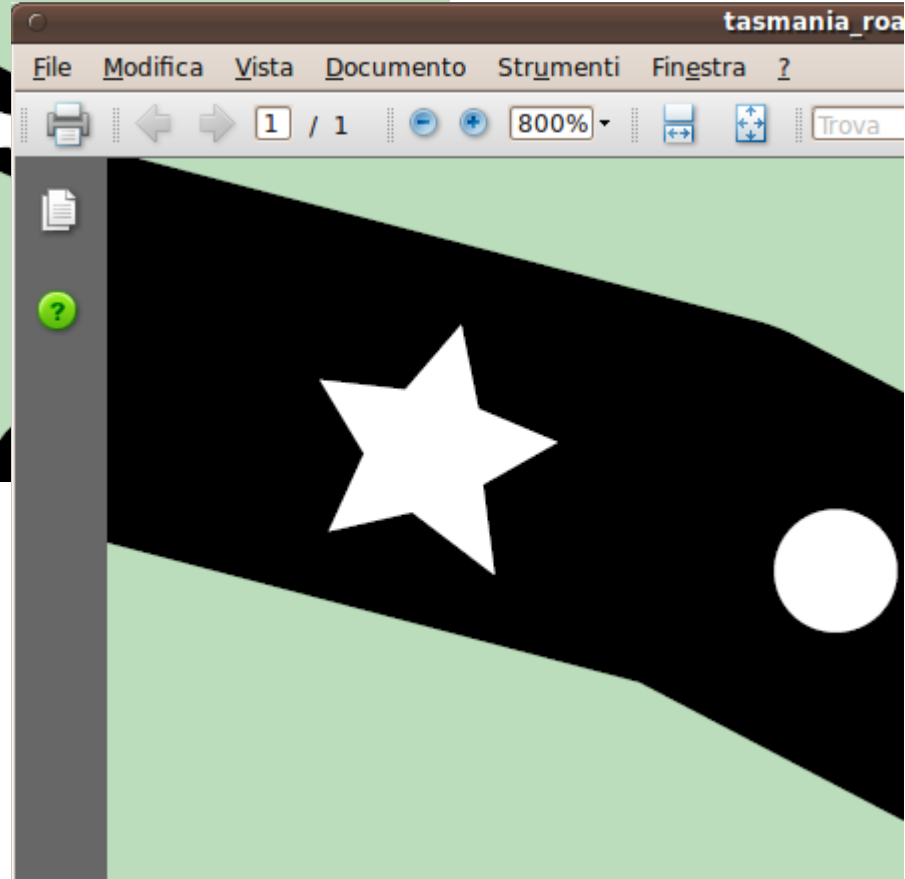 tasmania_roa
File Modifica Vista Documento Strumenti Finestra ?
1 / 1 800% Trova
?